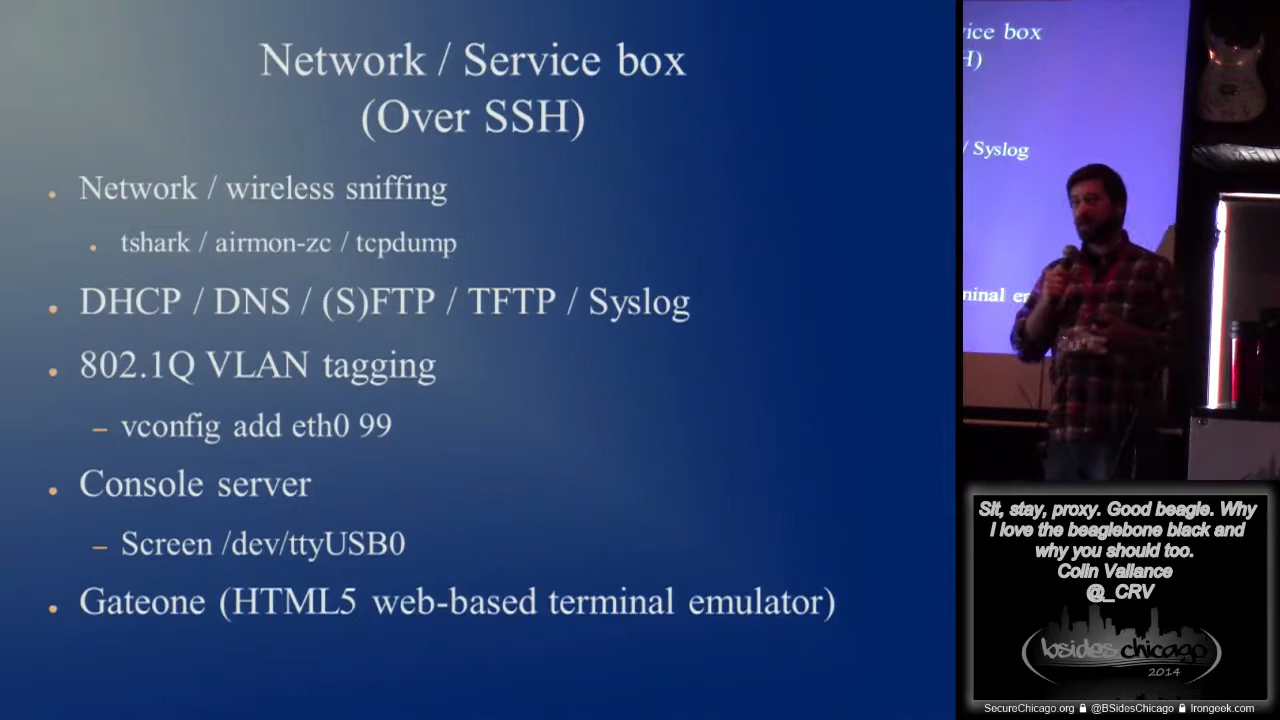 Network / Service box
(Over SSH)
Network / wireless sniffing
tshark / airmon-zc / tcpdump
DHCP / DNS / (S)FTP / TFTP / Syslog
802.1Q VLAN tagging
– vconfig add eth0 99
Console server
– Screen /dev/ttyUSB0
Gateone (HTML5 web-based terminal emulator)
vice box
H)
/ Syslog
minal er
Sit, stay, proxy. Good beagle. Why
I love the beaglebone black and
why you should too.
Colin Vallance
@_CRV
bsides chicago
2014
SecureChicago.org @BSidesChicago Irongeek.com